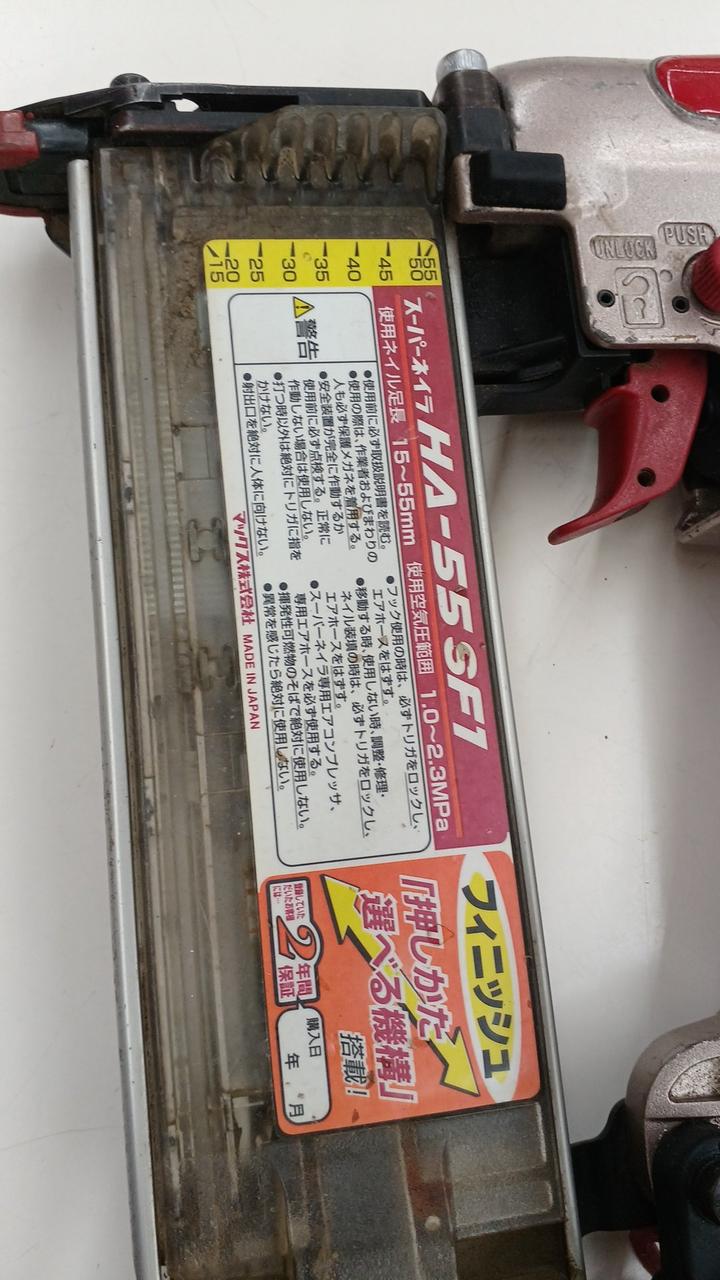 UNLOCK
PUSH
15 20 25 30 35 40 45 50 55
スーパーネイラ HA-55SF1
使用ネイル足長 15~55mm 使用空気圧範囲 1.0~2.3MPa
警告
●使用前に必ず取扱説明書を読む。
●使用の際は、作業者およびまわりの
人も必ず保護メガネを着用する。
●安全装置が完全に作動するか
使用前に必ず点検する。正常に
作動しない場合は使用しない。
●打つ時以外は絶対にトリガに指を
かけない。
●射出口を絶対に人体に向けない。
●フック使用の時は、必ずトリガをロックし、
エアホースをはずす。
●移動する時、使用しない時、調整・修理・
ネイル装填の時は、必ずトリガをロックし、
エアホースをはずす。
●スーパーネイラ専用エアコンプレッサ、
専用エアホースを必ず使用する。
●揮発性可燃物のそばで絶対に使用しない。
●異常を感じたら絶対に使用しない。
マックス株式会社 MADE IN JAPAN
フィニッシュ
「押しかた
選べる機構」
搭載!
登録していた
だいたお客様
には…
2年間
保証
購入日
年 月